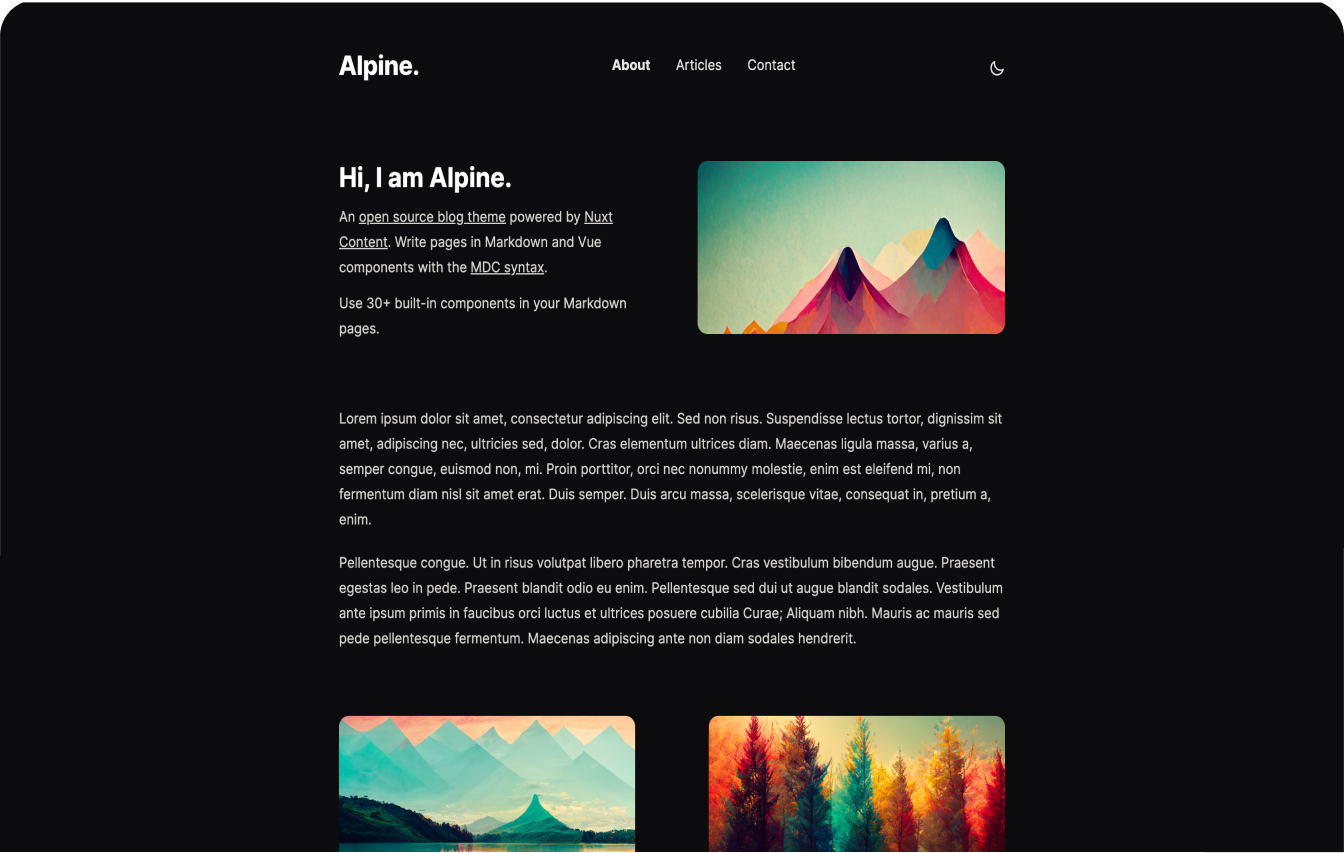 Alpine.
About Articles Contact
Hi, I am Alpine.
An open source blog theme powered by Nuxt
Content. Write pages in Markdown and Vue
components with the MDC syntax.
Use 30+ built-in components in your Markdown
pages.
Lorem ipsum dolor sit amet, consectetur adipiscing elit. Sed non risus. Suspendisse lectus tortor, dignissim sit
amet, adipiscing nec, ultricies sed, dolor. Cras elementum ultrices diam. Maecenas ligula massa, varius a,
semper congue, euismod non, mi. Proin porttitor, orci nec nonummy molestie, enim est eleifend mi, non
fermentum diam nisl sit amet erat. Duis semper. Duis arcu massa, scelerisque vitae, consequat in, pretium a,
enim.
Pellentesque congue. Ut in risus volutpat libero pharetra tempor. Cras vestibulum bibendum augue. Praesent
egestas leo in pede. Praesent blandit odio eu enim. Pellentesque sed dui ut augue blandit sodales. Vestibulum
ante ipsum primis in faucibus orci luctus et ultrices posuere cubilia Curae; Aliquam nibh. Mauris ac mauris sed
pede pellentesque fermentum. Maecenas adipiscing ante non diam sodales hendrerit.